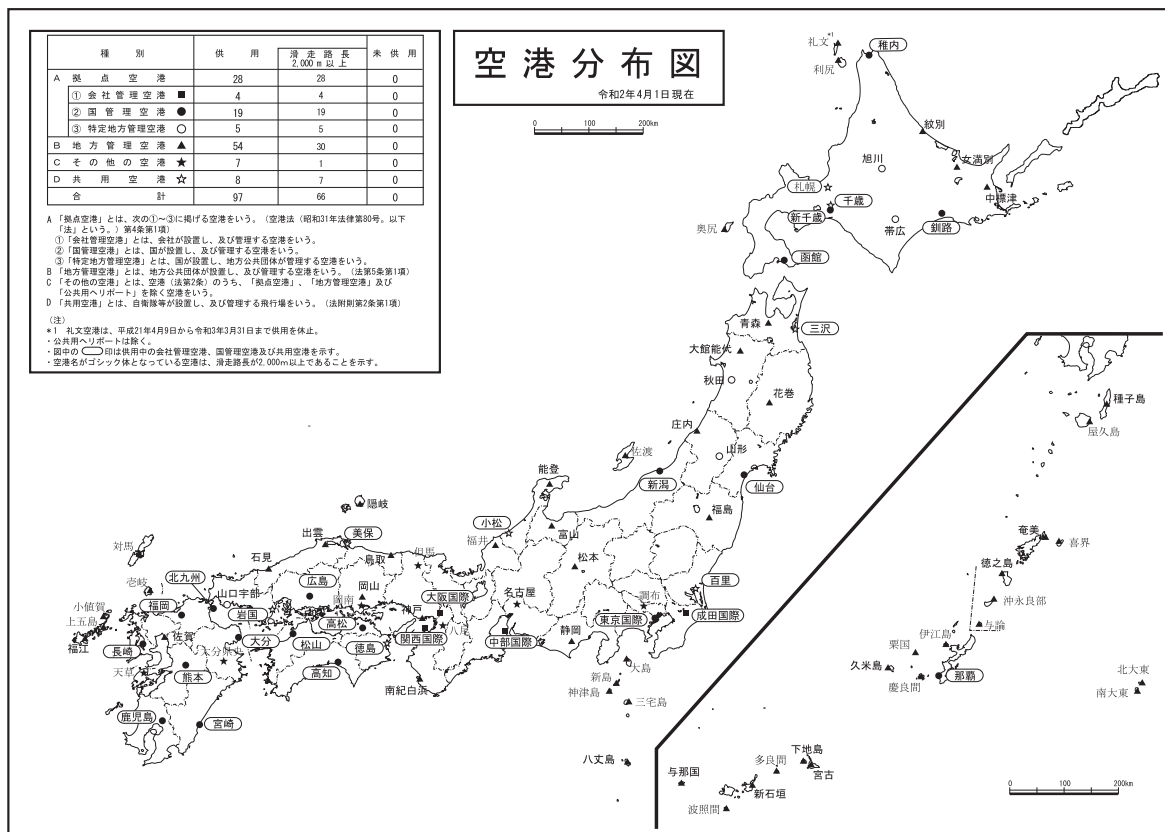 空港分布図
令和2年4月1日現在
0 100 200km
種別 供用 滑走路長2,000m以上 未供用
A 拠点空港 28 28 0
① 会社管理空港 ■ 4 4 0
② 国管理空港 ● 19 19 0
③ 特定地方管理空港 ○ 5 5 0
B 地方管理空港 ▲ 54 30 0
C その他の空港 ★ 7 1 0
D 共用空港 ☆ 8 7 0
合計 97 66 0
A 「拠点空港」とは、次の①~③に掲げる空港をいう。(空港法(昭和31年法律第80号。以下
「法」という。)第4条第1項)
①「会社管理空港」とは、会社が設置し、及び管理する空港をいう。
②「国管理空港」とは、国が設置し、及び管理する空港をいう。
③「特定地方管理空港」とは、国が設置し、地方公共団体が管理する空港をいう。
B 「地方管理空港」とは、地方公共団体が設置し、及び管理する空港をいう。(法第5条第1項)
C 「その他の空港」とは、空港(法第2条)のうち、「拠点空港」、「地方管理空港」及び
「公共用ヘリポート」を除く空港をいう。
D 「共用空港」とは、自衛隊等が設置し、及び管理する飛行場をいう。(法附則第2条第1項)
(注)
*1 礼文空港は、平成21年4月9日から令和3年3月31日まで供用を休止。
・公共用ヘリポートは除く。
・図中の 印は供用中の会社管理空港、国管理空港及び共用空港を示す。
・空港名がゴシック体となっている空港は、滑走路長が2,000m以上であることを示す。
礼文*1
稚内
利尻
紋別
旭川
女満別
中標津
札幌
千歳
新千歳
帯広
釧路
奥尻
函館
青森
三沢
大館能代
秋田
花巻
庄内
山形
佐渡
新潟
仙台
福島
能登
小松
福井
富山
松本
百里
調布
成田国際
東京国際
名古屋
静岡
中部国際
大島
新島
神津島
三宅島
八丈島
隠岐
出雲
美保
鳥取
但馬
石見
広島
岡山
岡南
神戸
大阪国際
八尾
関西国際
南紀白浜
高松
徳島
松山
高知
岩国
山口宇部
対馬
壱岐
北九州
福岡
小値賀
上五島
福江
佐賀
大分
大分県央
長崎
天草
熊本
鹿児島
宮崎
種子島
屋久島
奄美
喜界
徳之島
沖永良部
与論
伊江島
粟国
久米島
慶良間
那覇
北大東
南大東
下地島
多良間
宮古
与那国
新石垣
波照間
0 100 200km